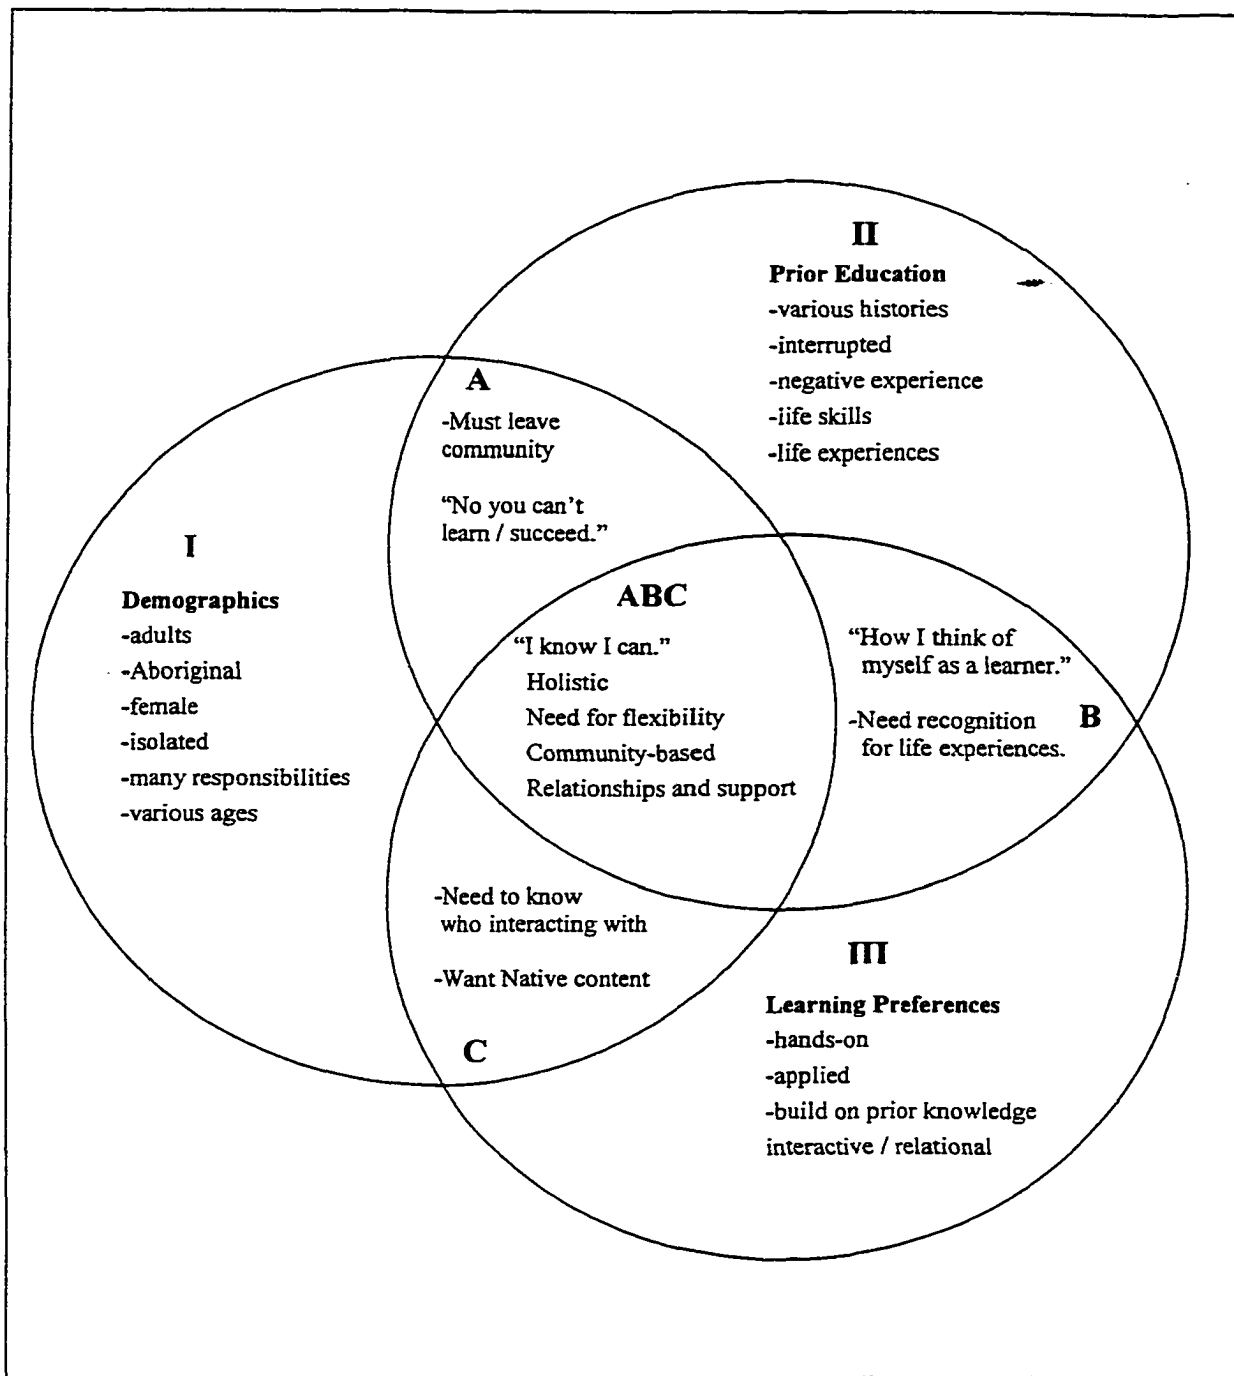 II
Prior Education
-various histories
-interrupted
-negative experience
-life skills
-life experiences
A
-Must leave
community
“No you can’t
learn / succeed.”
I
Demographics
-adults
-Aboriginal
-female
-isolated
-many responsibilities
-various ages
ABC
“I know I can.”
Holistic
Need for flexibility
Community-based
Relationships and support
“How I think of
myself as a learner.”
B
-Need recognition
for life experiences.
-Need to know
who interacting with
-Want Native content
C
III
Learning Preferences
-hands-on
-applied
-build on prior knowledge
interactive / relational